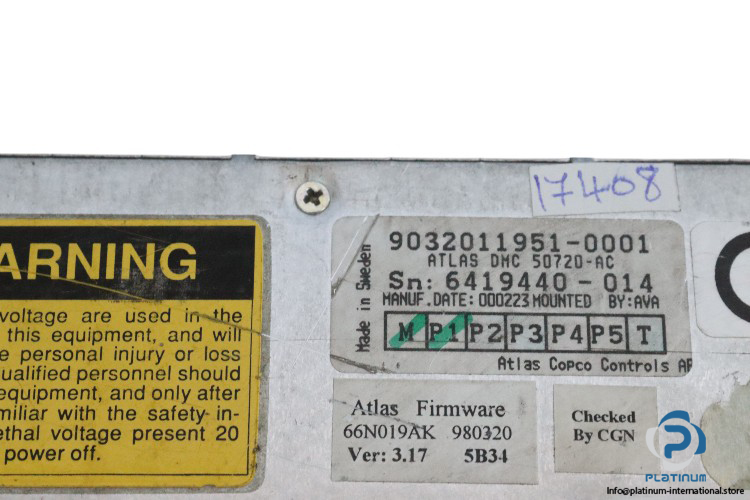 17408
ARNING
voltage are used in the
this equipment, and will
e personal injury or loss
ualified personnel should
equipment, and only after
miliar with the safety in-
ethal voltage present 20
power off.
Made in Sweden
9032011951-0001
ATLAS DMC 50720-AC
Sn: 6419440-014
MANUF.DATE: 000223 MOUNTED BY: AVA
M P1 P2 P3 P4 P5 T
Atlas Copco Controls AB
Atlas Firmware
66N019AK 980320
Ver: 3.17 5B34
Checked
By CGN
PLATINUM
INTERNATIONAL
Info@platinum-international.store